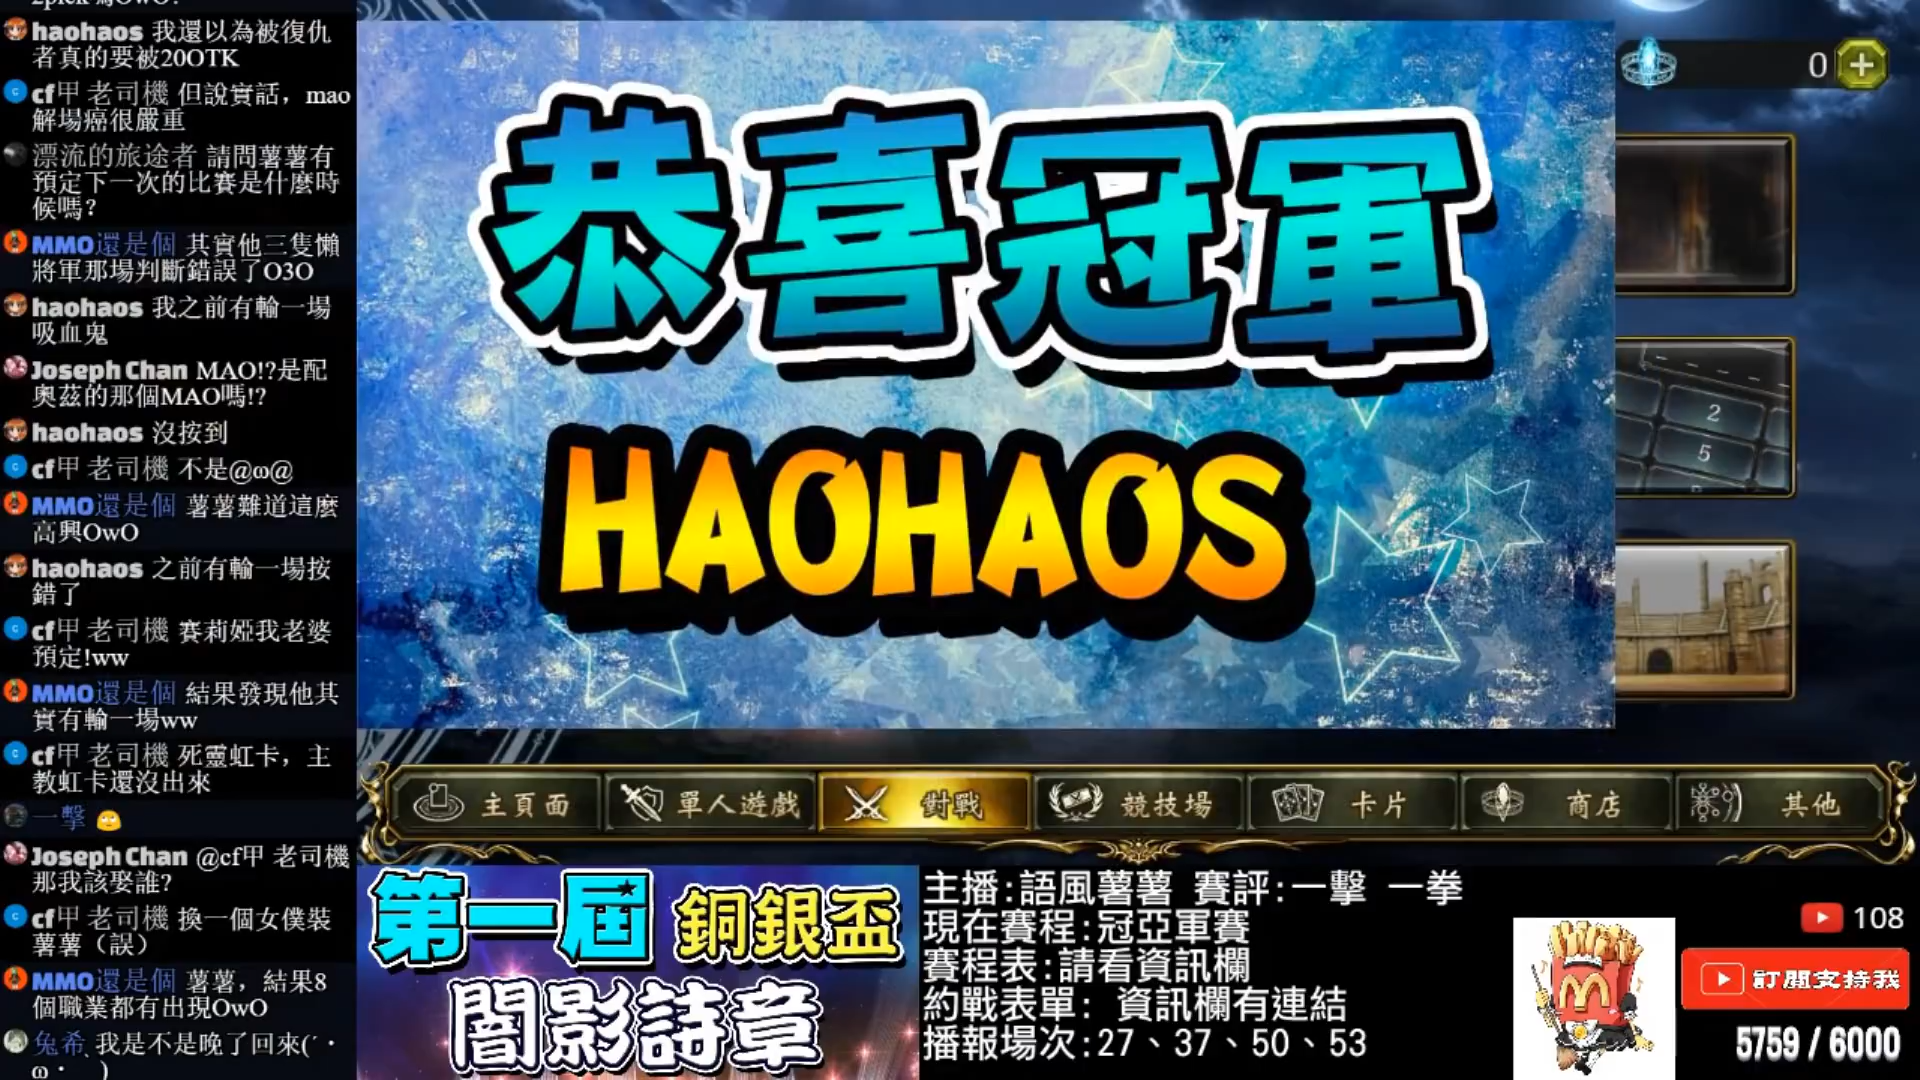 haohaos 我還以為被復仇
者真的要被20OTK
cf甲 老司機 但說實話，mao
解場癌很嚴重
漂流的旅途者 請問薯薯有
預定下一次的比賽是什麼時
候嗎？
MMO還是個 其實他三隻懶
將軍那場判斷錯誤了O3O
haohaos 我之前有輸一場
吸血鬼
Joseph Chan MAO!?是配
奧茲的那個MAO嗎!?
haohaos 沒按到
cf甲 老司機 不是@ω@
MMO還是個 薯薯難道這麼
高興OwO
haohaos 之前有輸一場按
錯了
cf甲 老司機 賽莉婭我老婆
預定!ww
MMO還是個 結果發現他其
實有輸一場ww
cf甲 老司機 死靈虹卡，主
教虹卡還沒出來
一擊
Joseph Chan @cf甲 老司機
那我該娶誰?
cf甲 老司機 換一個女僕裝
薯薯（誤）
MMO還是個 薯薯，結果8
個職業都有出現OwO
兔希 我是不是晚了回來(´・
ω・ )
恭喜冠軍
HAOHAOS
0
2
5
主頁面
單人遊戲
對戰
競技場
卡片
商店
其他
第一屆 銅銀盃
闇影詩章
主播:語風薯薯 賽評:一擊 一拳
現在賽程:冠亞軍賽
賽程表:請看資訊欄
約戰表單: 資訊欄有連結
播報場次:27、37、50、53
108
訂閱支持我
5759 / 6000